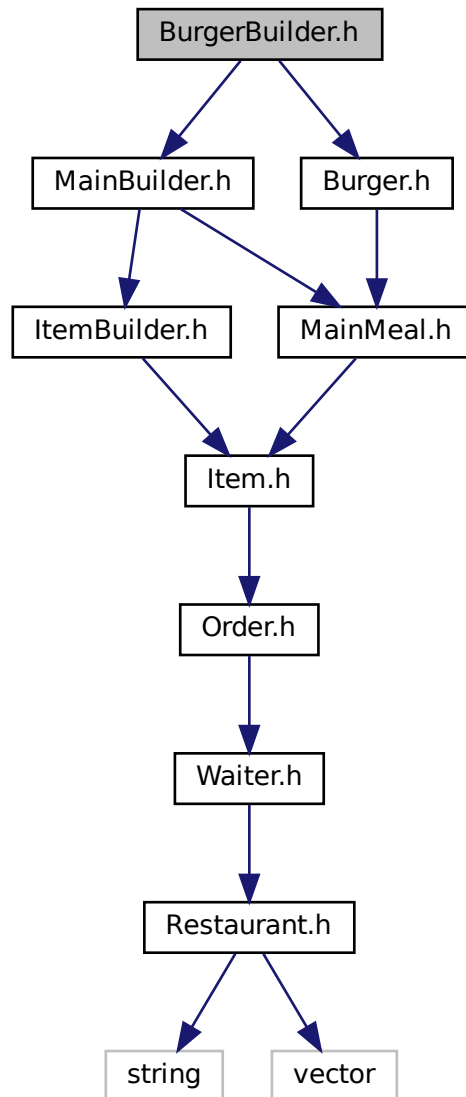 BurgerBuilder.h
MainBuilder.h
Burger.h
ItemBuilder.h
MainMeal.h
Item.h
Order.h
Waiter.h
Restaurant.h
string
vector